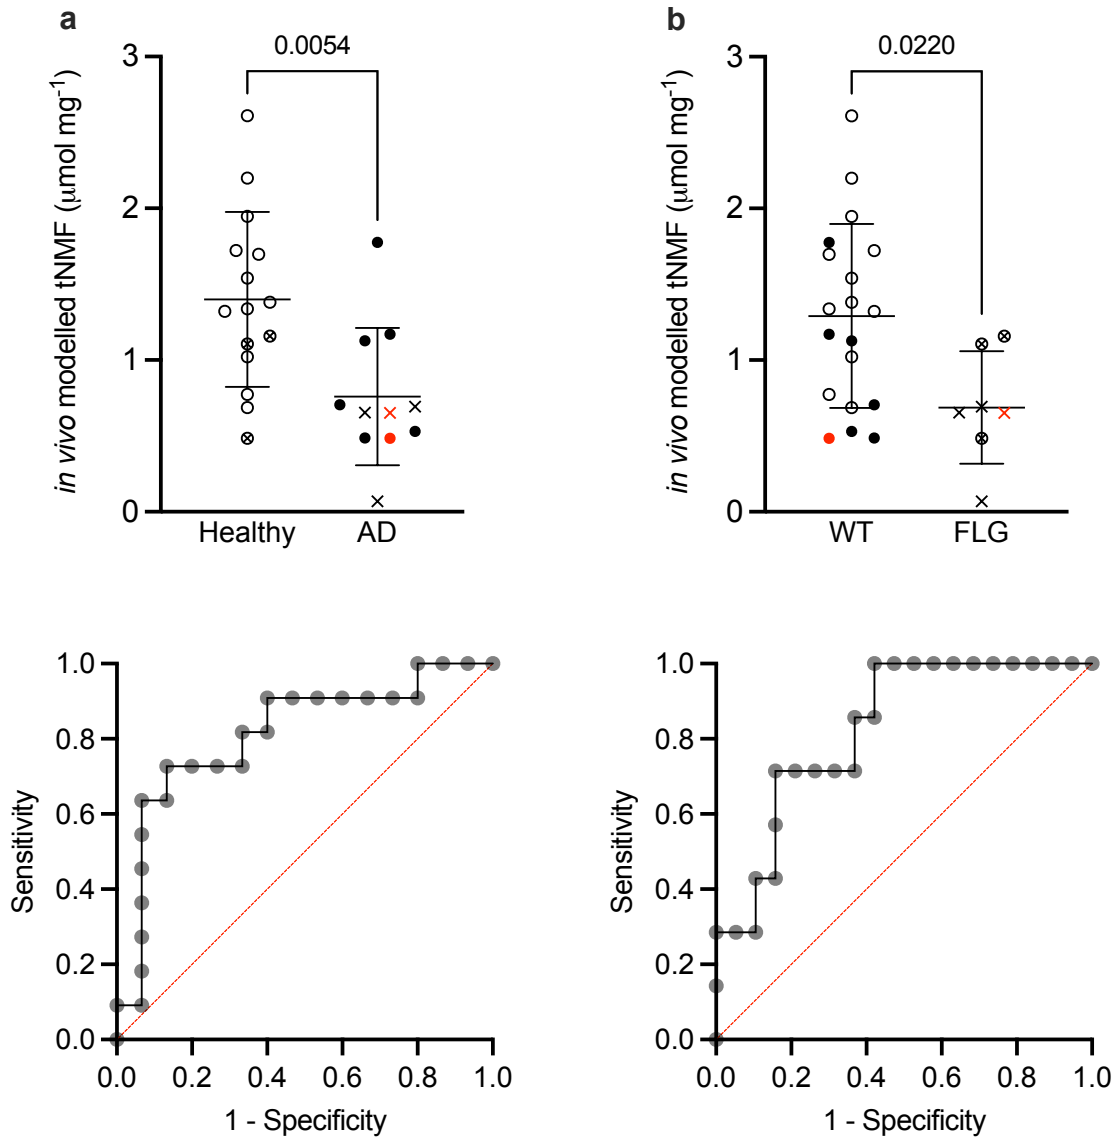 a
0.0054
3
2
1
0
in vivo modelled tNMF (μmol mg-1)
Healthy AD
b
0.0220
3
2
1
0
in vivo modelled tNMF (μmol mg-1)
WT FLG
1.0
0.8
0.6
0.4
0.2
0.0
Sensitivity
0.0 0.2 0.4 0.6 0.8 1.0
1 - Specificity
1.0
0.8
0.6
0.4
0.2
0.0
Sensitivity
0.0 0.2 0.4 0.6 0.8 1.0
1 - Specificity